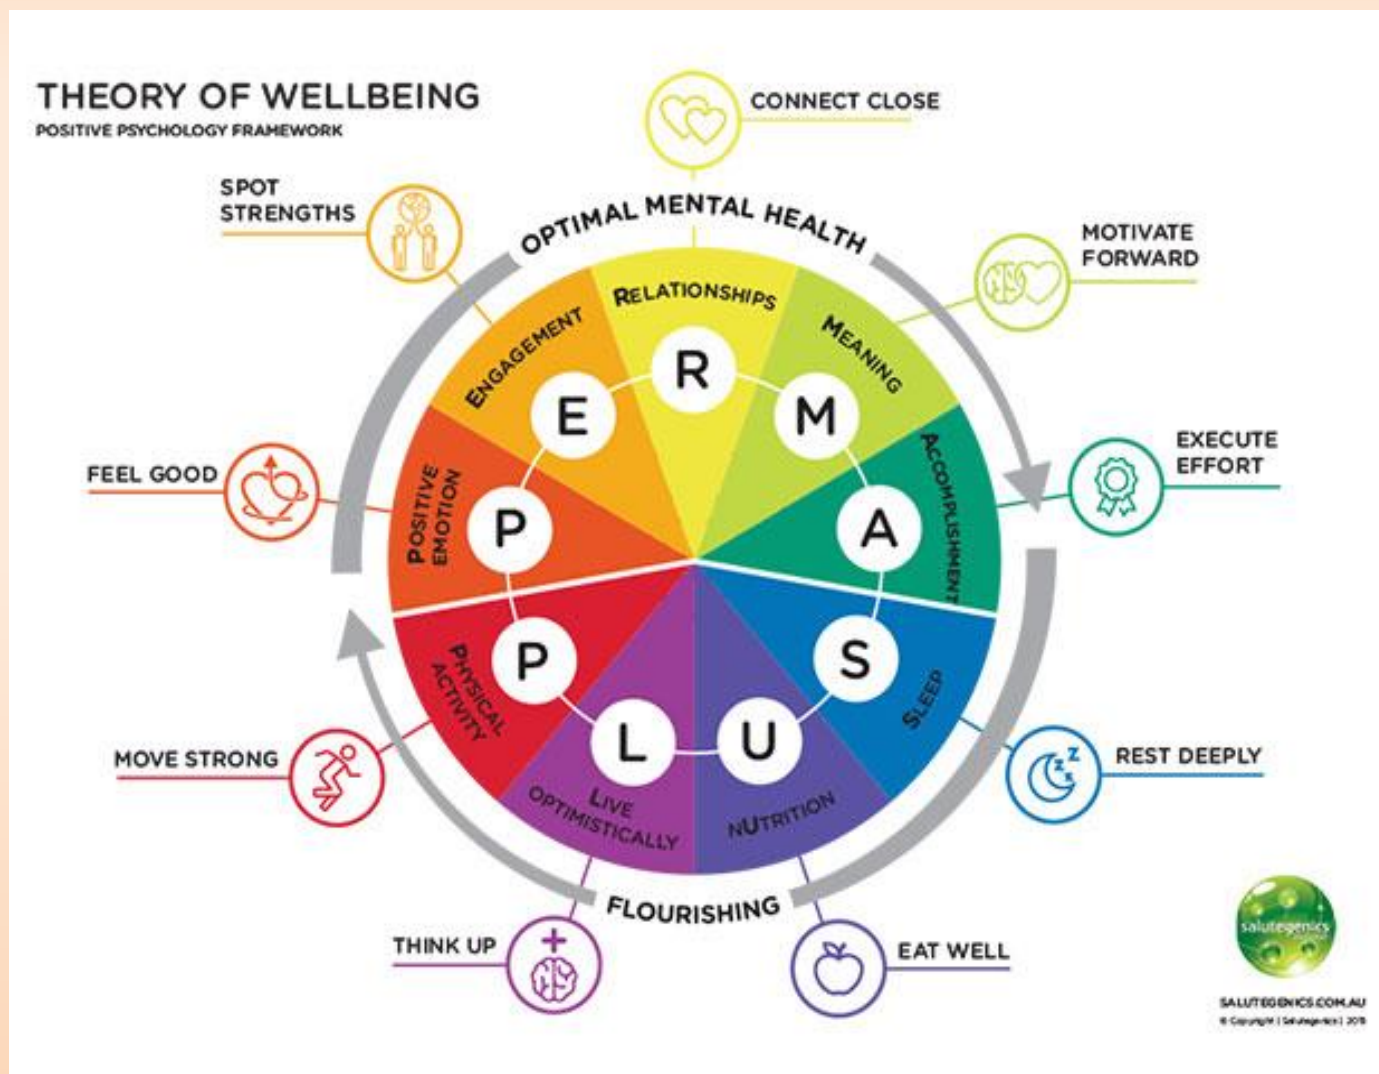 THEORY OF WELLBEING
POSITIVE PSYCHOLOGY FRAMEWORK
CONNECT CLOSE
SPOT
STRENGTHS
MOTIVATE
FORWARD
OPTIMAL MENTAL HEALTH
RELATIONSHIPS
ENGAGEMENT
MEANING
R
E
M
EXECUTE
EFFORT
FEEL GOOD
POSITIVE
EMOTION
ACCOMPLISHMENT
P
A
P
S
PHYSICAL
ACTIVITY
SLEEP
L
U
MOVE STRONG
Z
Z
Z
REST DEEPLY
LIVE
OPTIMISTICALLY
NUTRITION
FLOURISHING
THINK UP
EAT WELL
salutegenics
SALUTEGENICS.COM.AU
© Copyright | Salutegenics |